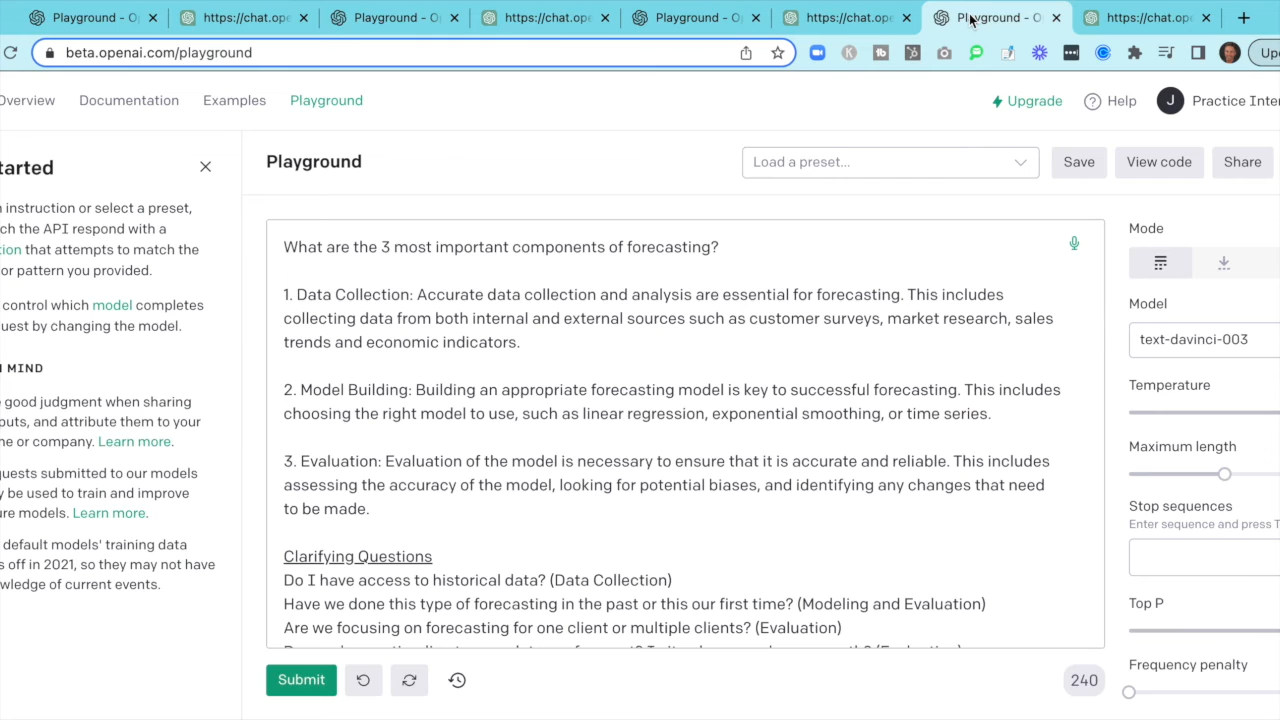 Playground - O
https://chat.ope
Playground - O
https://chat.ope
Playground - O
https://chat.ope
Playground - O
https://chat.ope
beta.openai.com/playground
Overview
Documentation
Examples
Playground
Upgrade
Help
J
Practice Inter
tarted
Playground
Load a preset...
Save
View code
Share
instruction or select a preset,
ch the API respond with a
tion that attempts to match the
or pattern you provided.
control which model completes
uest by changing the model.
MIND
good judgment when sharing
puts, and attribute them to your
ne or company. Learn more.
quests submitted to our models
y be used to train and improve
ure models. Learn more.
default models' training data
s off in 2021, so they may not have
wledge of current events.
What are the 3 most important components of forecasting?
1. Data Collection: Accurate data collection and analysis are essential for forecasting. This includes
collecting data from both internal and external sources such as customer surveys, market research, sales
trends and economic indicators.
2. Model Building: Building an appropriate forecasting model is key to successful forecasting. This includes
choosing the right model to use, such as linear regression, exponential smoothing, or time series.
3. Evaluation: Evaluation of the model is necessary to ensure that it is accurate and reliable. This includes
assessing the accuracy of the model, looking for potential biases, and identifying any changes that need
to be made.
Clarifying Questions
Do I have access to historical data? (Data Collection)
Have we done this type of forecasting in the past or this our first time? (Modeling and Evaluation)
Are we focusing on forecasting for one client or multiple clients? (Evaluation)
Mode
Model
text-davinci-003
Temperature
Maximum length
Stop sequences
Enter sequence and press T
Top P
Frequency penalty
Submit
240